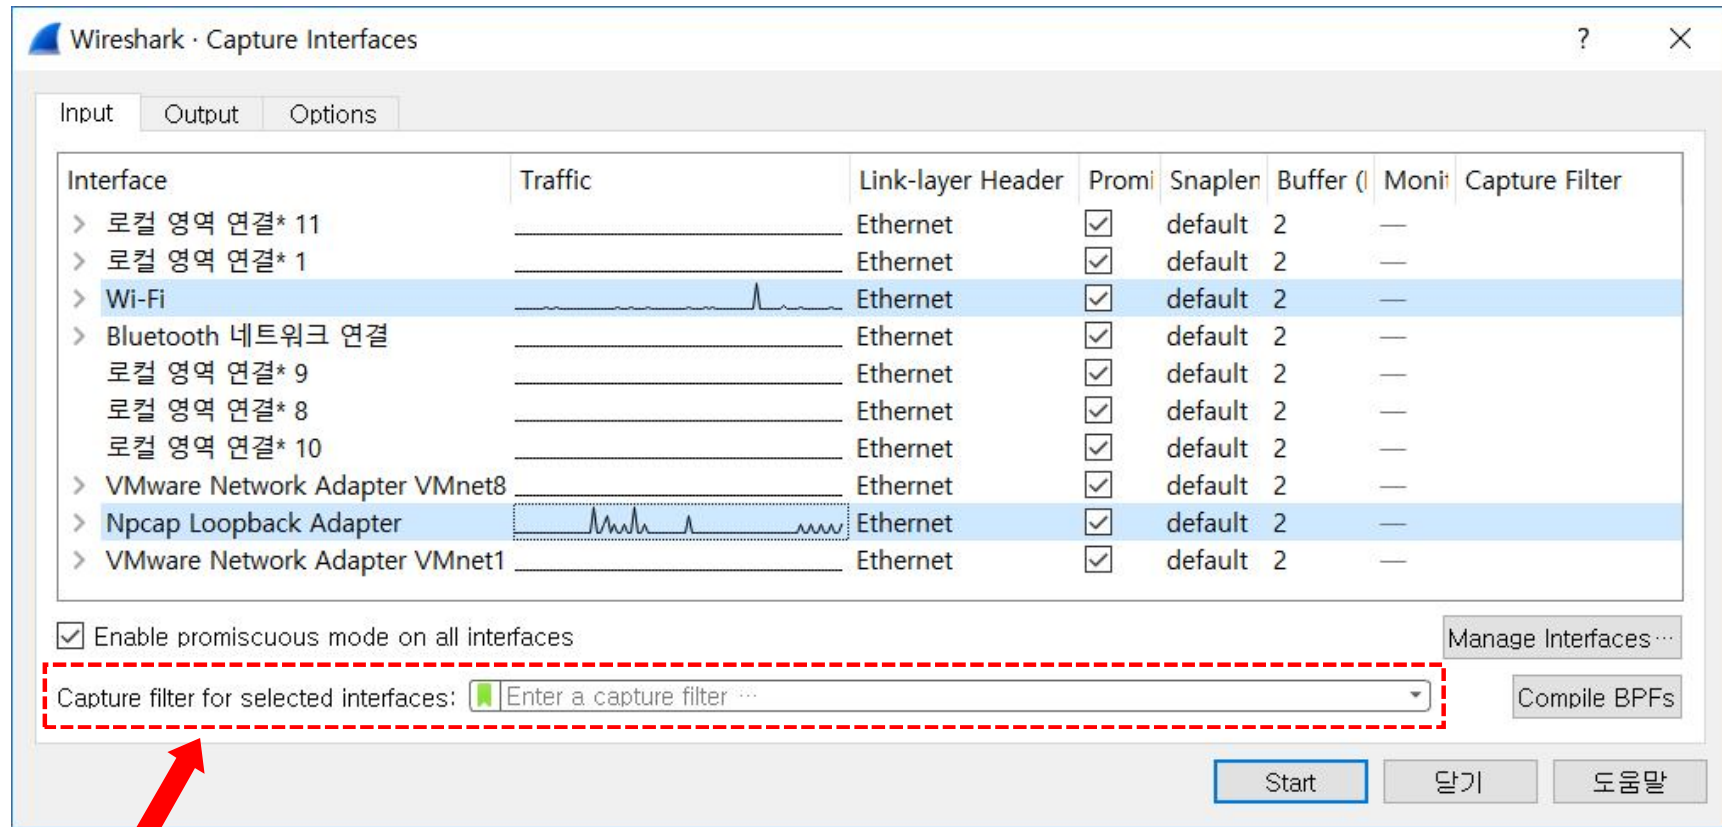 Wireshark · Capture Interfaces ?
Input Output Options
Interface Traffic Link-layer Header Promi Snaplen Buffer ( Monit Capture Filter
로컬 영역 연결* 11 Ethernet default 2 —
로컬 영역 연결* 1 Ethernet default 2 —
Wi-Fi Ethernet default 2 —
Bluetooth 네트워크 연결 Ethernet default 2 —
로컬 영역 연결* 9 Ethernet default 2 —
로컬 영역 연결* 8 Ethernet default 2 —
로컬 영역 연결* 10 Ethernet default 2 —
VMware Network Adapter VMnet8 Ethernet default 2 —
Npcap Loopback Adapter Ethernet default 2 —
VMware Network Adapter VMnet1 Ethernet default 2 —
Enable promiscuous mode on all interfaces Manage Interfaces…
Capture filter for selected interfaces: Enter a capture filter … Compile BPFs
Start 닫기 도움말